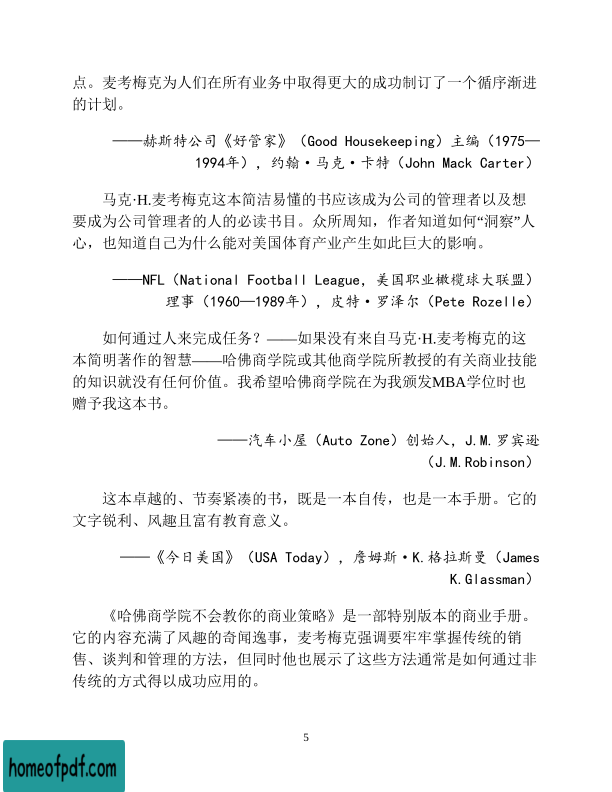 点。麦考梅克为人们在所有业务中取得更大的成功制订了一个循序渐进
的计划。
——赫斯特公司《好管家》（Good Housekeeping）主编（1975—
1994年），约翰·马克·卡特（John Mack Carter）
马克·H.麦考梅克这本简洁易懂的书应该成为公司的管理者以及想
要成为公司管理者的人的必读书目。众所周知，作者知道如何“洞察”人
心，也知道自己为什么能对美国体育产业产生如此巨大的影响。
——NFL（National Football League，美国职业橄榄球大联盟）
理事（1960—1989年），皮特·罗泽尔（Pete Rozelle）
如何通过人来完成任务？——如果没有来自马克·H.麦考梅克的这
本简明著作的智慧——哈佛商学院或其他商学院所教授的有关商业技能
的知识就没有任何价值。我希望哈佛商学院在为我颁发MBA学位时也
赠予我这本书。
——汽车小屋（Auto Zone）创始人，J.M.罗宾逊
（J.M.Robinson）
这本卓越的、节奏紧凑的书，既是一本自传，也是一本手册。它的
文字锐利、风趣且富有教育意义。
——《今日美国》（USA Today），詹姆斯·K.格拉斯曼（James
K.Glassman）
《哈佛商学院不会教你的商业策略》是一部特别版本的商业手册。
它的内容充满了风趣的奇闻逸事，麦考梅克强调要牢牢掌握传统的销
售、谈判和管理的方法，但同时他也展示了这些方法通常是如何通过非
传统的方式得以成功应用的。
5
homeofpdf.com